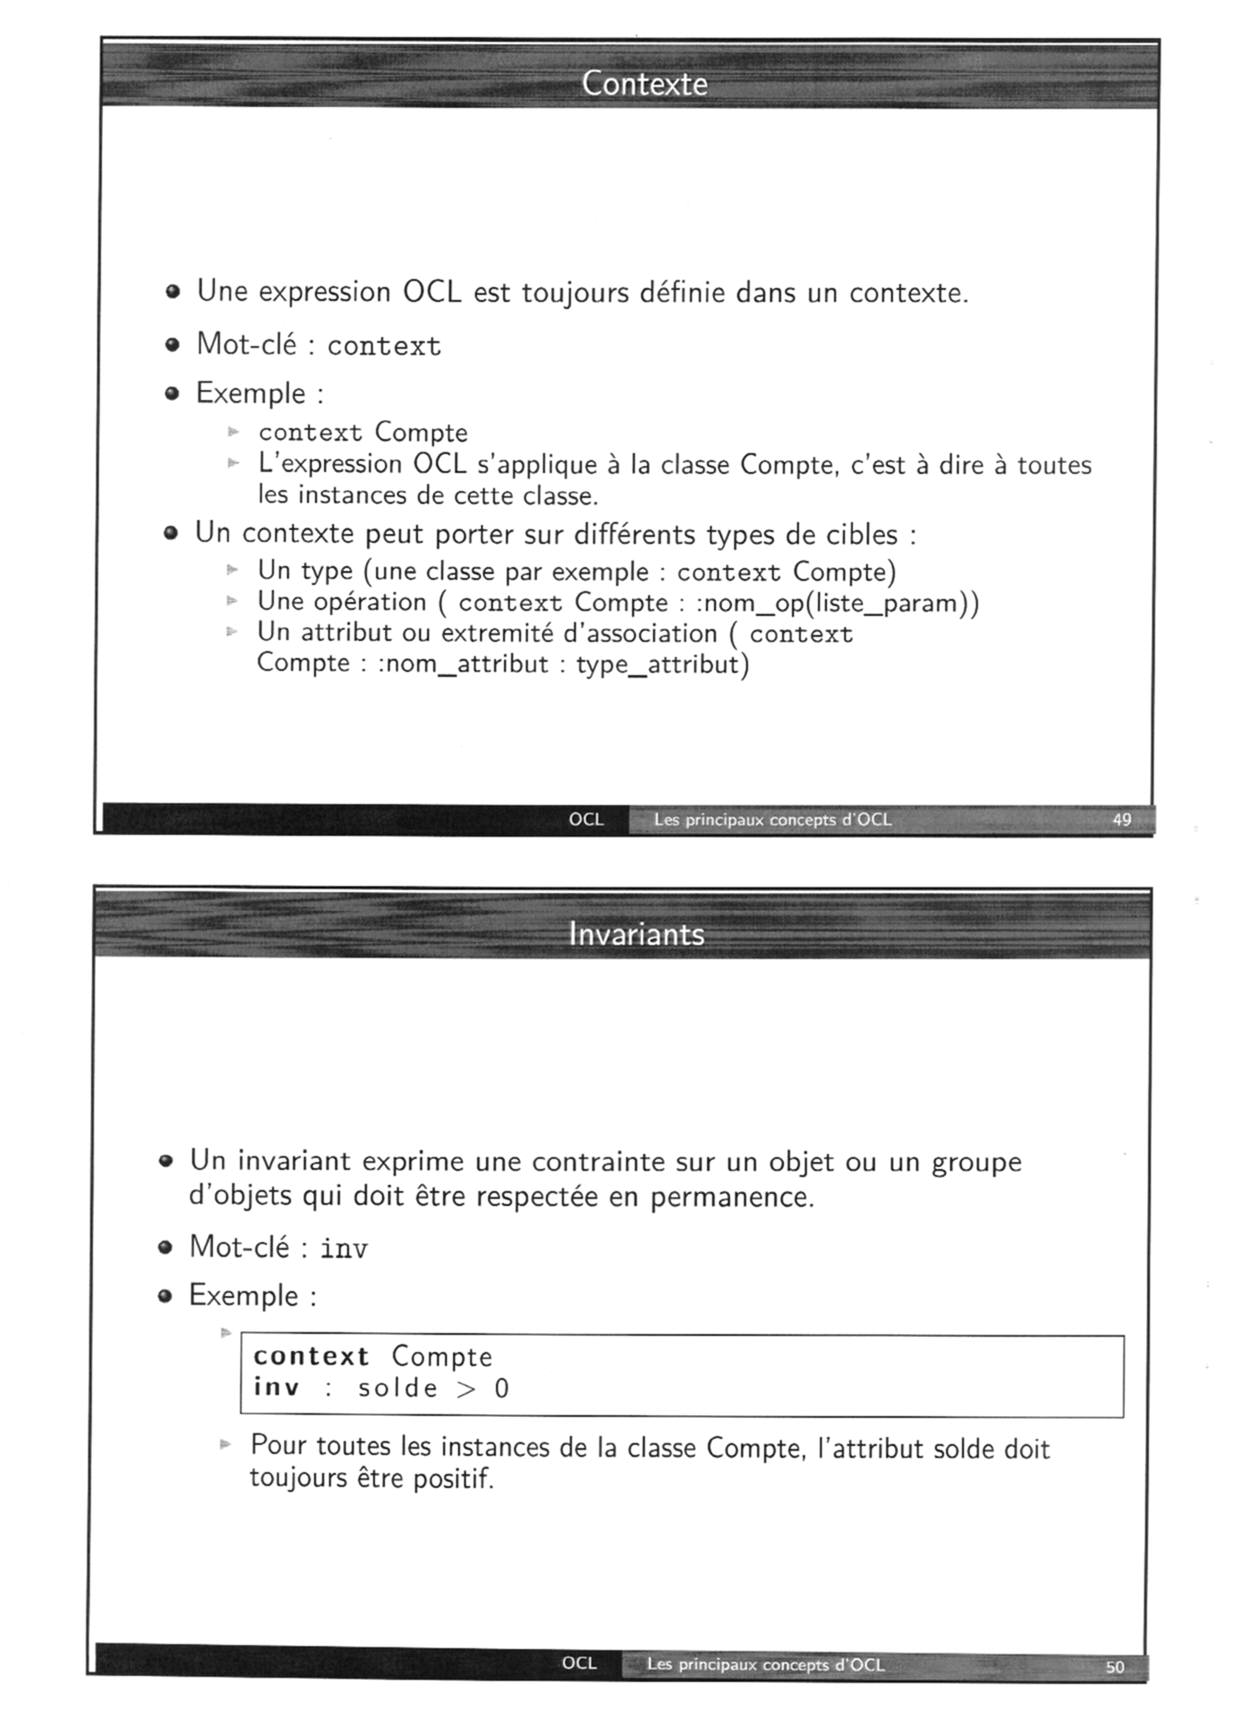 Contexte
Une expression OCL est toujours définie dans un contexte.
Mot-clé : context
Exemple :
context Compte
L'expression OCL s'applique à la classe Compte, c'est à dire à toutes
les instances de cette classe.
Un contexte peut porter sur différents types de cibles :
Un type (une classe par exemple : context Compte)
Une opération ( context Compte : :nom_op(liste_param))
Un attribut ou extremité d'association ( context
Compte : :nom_attribut : type_attribut)
OCL Les principaux concepts d'OCL 49
Invariants
Un invariant exprime une contrainte sur un objet ou un groupe
d'objets qui doit être respectée en permanence.
Mot-clé : inv
Exemple :
context Compte
inv : solde > 0
Pour toutes les instances de la classe Compte, l'attribut solde doit
toujours être positif.
OCL Les principaux concepts d'OCL 50